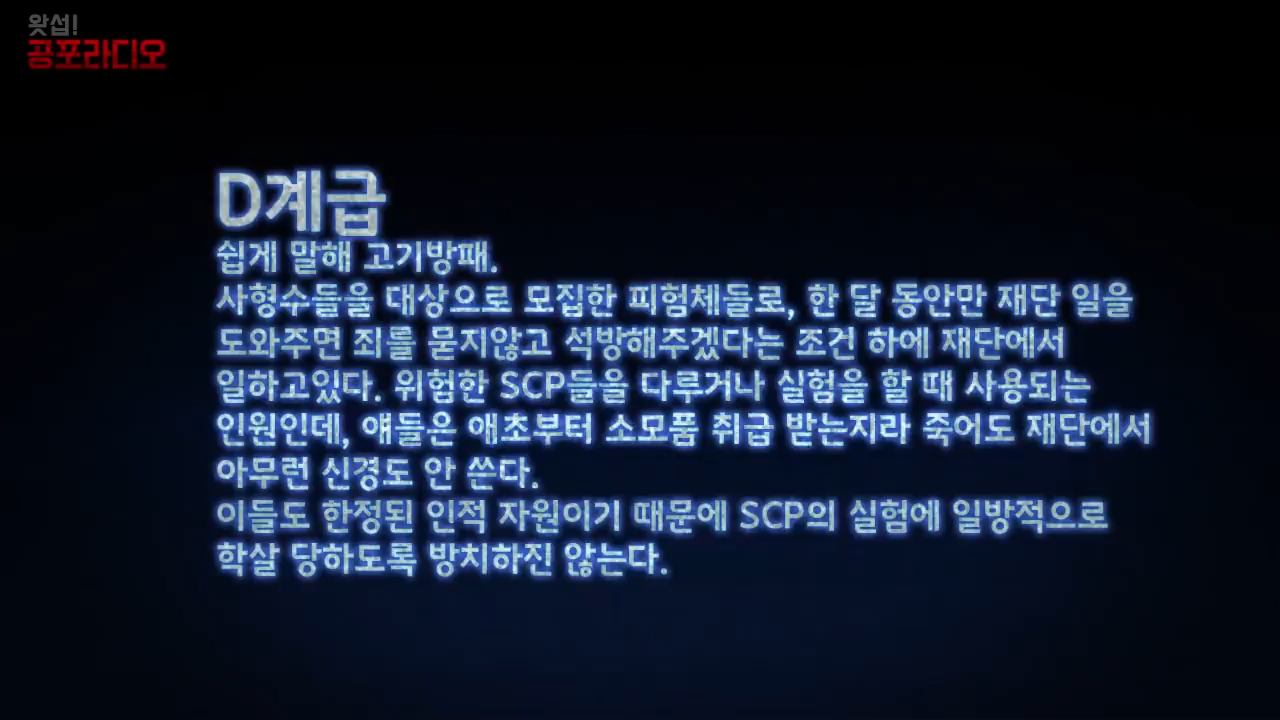 왓섭!
공포라디오
D계급
쉽게 말해 고기방패.
사형수들을 대상으로 모집한 피험체들로, 한 달 동안만 재단 일을
도와주면 죄를 묻지않고 석방해주겠다는 조건 하에 재단에서
일하고있다. 위험한 SCP들을 다루거나 실험을 할 때 사용되는
인원인데, 얘들은 애초부터 소모품 취급 받는지라 죽어도 재단에서
아무런 신경도 안 쓴다.
이들도 한정된 인적 자원이기 때문에 SCP의 실험에 일방적으로
학살 당하도록 방치하진 않는다.